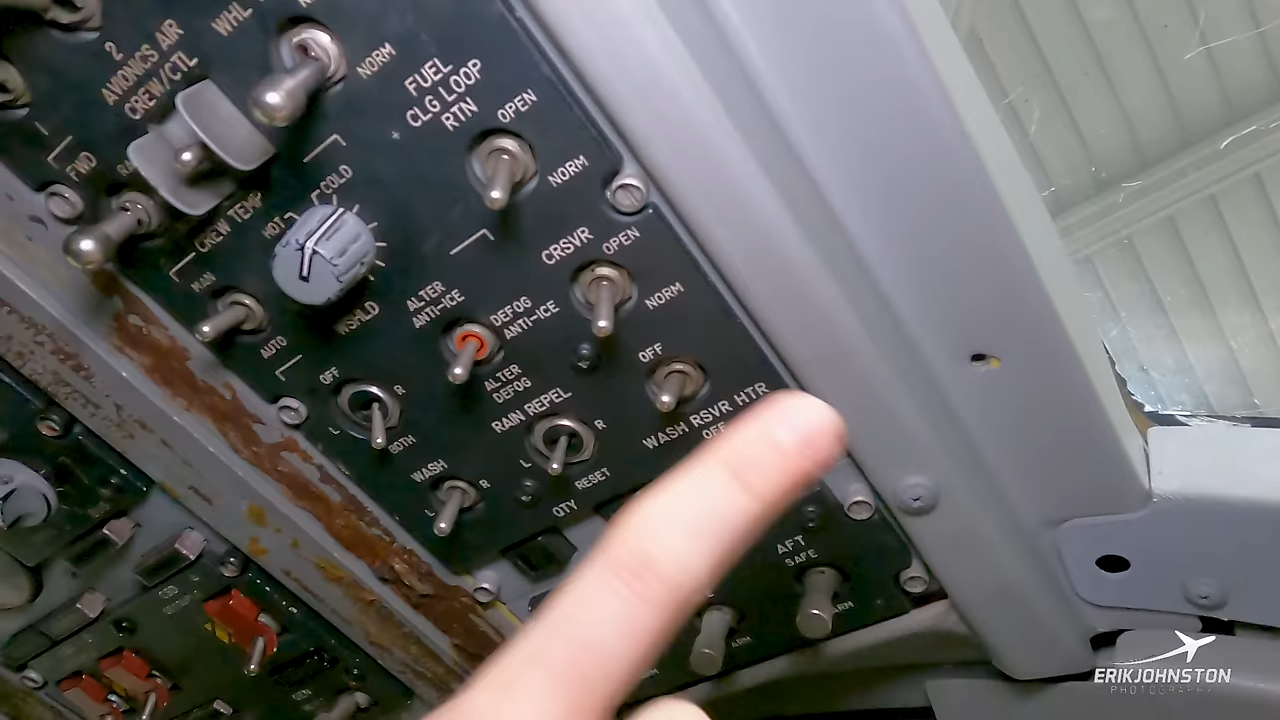 2
AVIONICS AIR
CREW/CTL
WHL
NORM
FUEL
CLG LOOP
RTN
OPEN
NORM
FWD
CREW TEMP
HOT
COLD
MAN
AUTO
WSHLD
CRSVR
OPEN
NORM
ALTER
ANTI-ICE
DEFOG
ANTI-ICE
ALTER
DEFOG
OFF
R
L
BOTH
RAIN REPEL
R
L
RESET
QTY
OFF
WASH RSVR HTR
OFF
WASH
R
L
AFT
SAFE
ARM
ERIKJOHNSTON
PHOTOGRAPHY